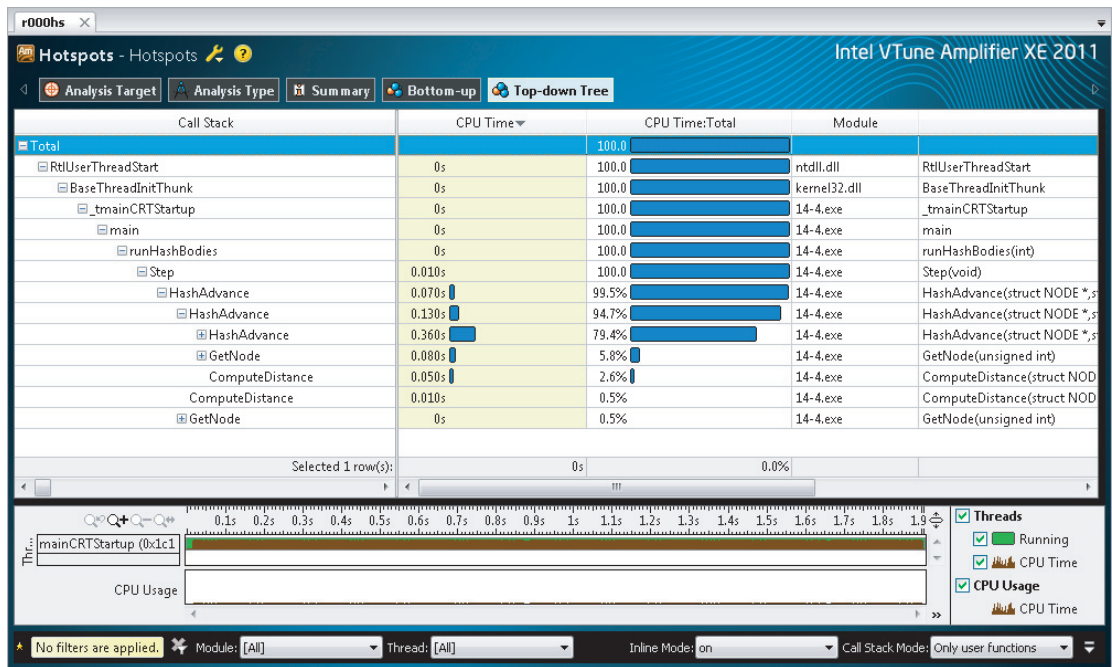 r000hs
Hotspots - Hotspots
Intel VTune Amplifier XE 2011
Analysis Target Analysis Type Summary Bottom-up Top-down Tree
Call Stack CPU Time CPU Time:Total Module
Total 100.0
RtlUserThreadStart 0s 100.0 ntdll.dll RtlUserThreadStart
BaseThreadInitThunk 0s 100.0 kernel32.dll BaseThreadInitThunk
_tmainCRTStartup 0s 100.0 14-4.exe _tmainCRTStartup
main 0s 100.0 14-4.exe main
runHashBodies 0s 100.0 14-4.exe runHashBodies(int)
Step 0.010s 100.0 14-4.exe Step(void)
HashAdvance 0.070s 99.5% 14-4.exe HashAdvance(struct NODE *,s
HashAdvance 0.130s 94.7% 14-4.exe HashAdvance(struct NODE *,s
HashAdvance 0.360s 79.4% 14-4.exe HashAdvance(struct NODE *,s
GetNode 0.080s 5.8% 14-4.exe GetNode(unsigned int)
ComputeDistance 0.050s 2.6% 14-4.exe ComputeDistance(struct NOD
ComputeDistance 0.010s 0.5% 14-4.exe ComputeDistance(struct NOD
GetNode 0s 0.5% 14-4.exe GetNode(unsigned int)
Selected 1 row(s): 0s 0.0%
0.1s 0.2s 0.3s 0.4s 0.5s 0.6s 0.7s 0.8s 0.9s 1s 1.1s 1.2s 1.3s 1.4s 1.5s 1.6s 1.7s 1.8s 1.9
Thr...
mainCRTStartup (0x1c1
CPU Usage
Threads
Running
CPU Time
CPU Usage
CPU Time
No filters are applied. Module: [All] Thread: [All] Inline Mode: on Call Stack Mode: Only user functions